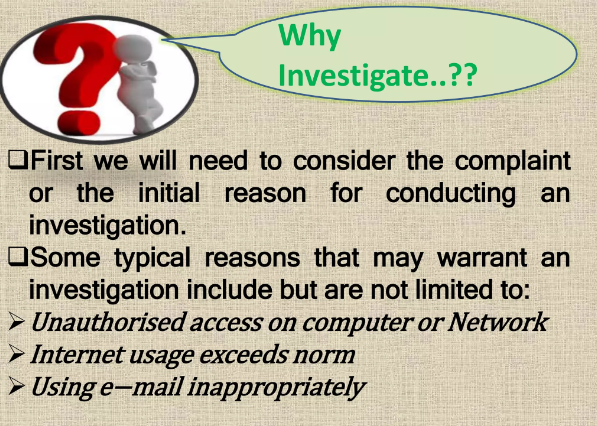 Why
Investigate..??
❑First we will need to consider the complaint
or the initial reason for conducting an
investigation.
❑Some typical reasons that may warrant an
investigation include but are not limited to:
➢ Unauthorised access on computer or Network
➢ Internet usage exceeds norm
➢ Using e−mail inappropriately